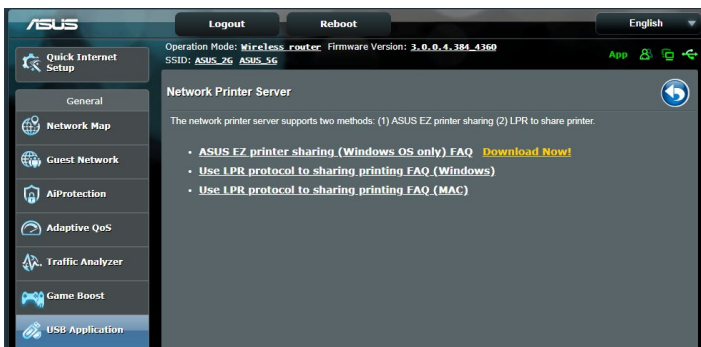 ASUS
Logout
Reboot
English
Operation Mode: Wireless router Firmware Version: 3.0.0.4.384_4360
SSID: ASUS_2G ASUS_5G
App
Quick Internet
Setup
General
Network Map
Guest Network
AiProtection
Adaptive QoS
Traffic Analyzer
Game Boost
USB Application
Network Printer Server
The network printer server supports two methods: (1) ASUS EZ printer sharing (2) LPR to share printer.
ASUS EZ printer sharing (Windows OS only) FAQ Download Now!
Use LPR protocol to sharing printing FAQ (Windows)
Use LPR protocol to sharing printing FAQ (MAC)